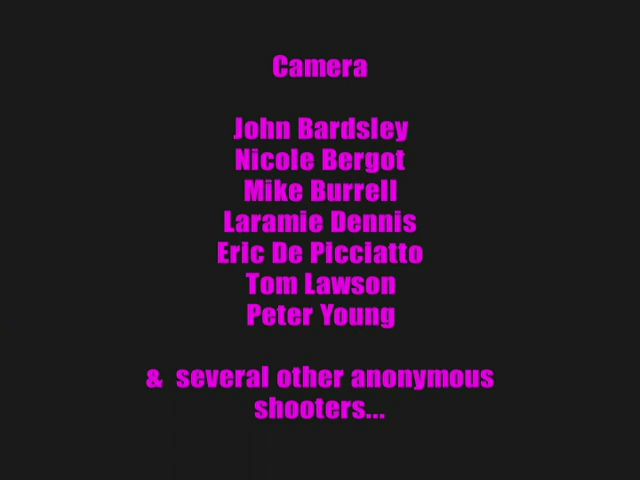 Camera
John Bardsley
Nicole Bergot
Mike Burrell
Laramie Dennis
Eric De Picciatto
Tom Lawson
Peter Young
& several other anonymous
shooters...